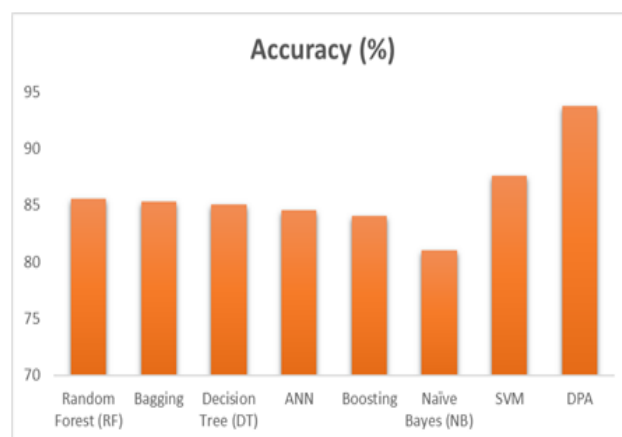 Accuracy (%)
95
90
85
80
75
70
Random Bagging Decision ANN Boosting Naïve SVM DPA
Forest (RF) Tree (DT) Bayes (NB)